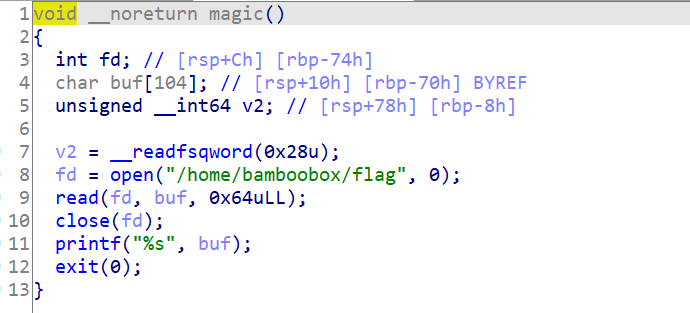 1 void __noreturn magic()
2 {
3 int fd; // [rsp+Ch] [rbp-74h]
4 char buf[104]; // [rsp+10h] [rbp-70h] BYREF
5 unsigned __int64 v2; // [rsp+78h] [rbp-8h]
6
7 v2 = __readfsqword(0x28u);
8 fd = open("/home/bamboobox/flag", 0);
9 read(fd, buf, 0x64uLL);
10 close(fd);
11 printf("%s", buf);
12 exit(0);
13 }